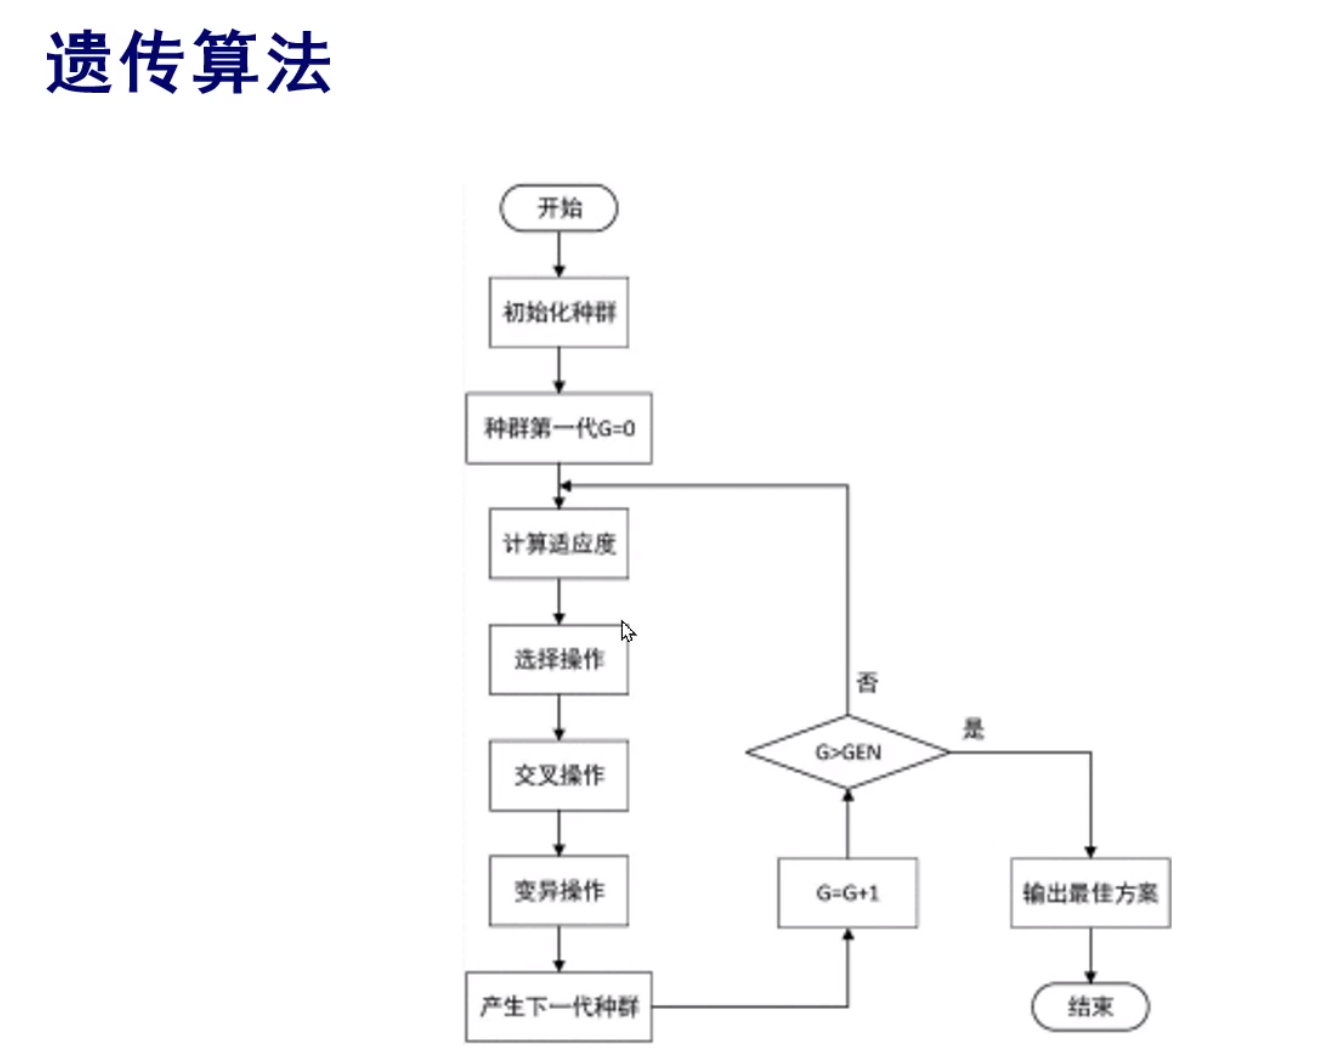 遗传算法
开始
初始化种群
种群第一代G=0
计算适应度
选择操作
交叉操作
变异操作
产生下一代种群
G=G+1
G>GEN
否
是
输出最佳方案
结束